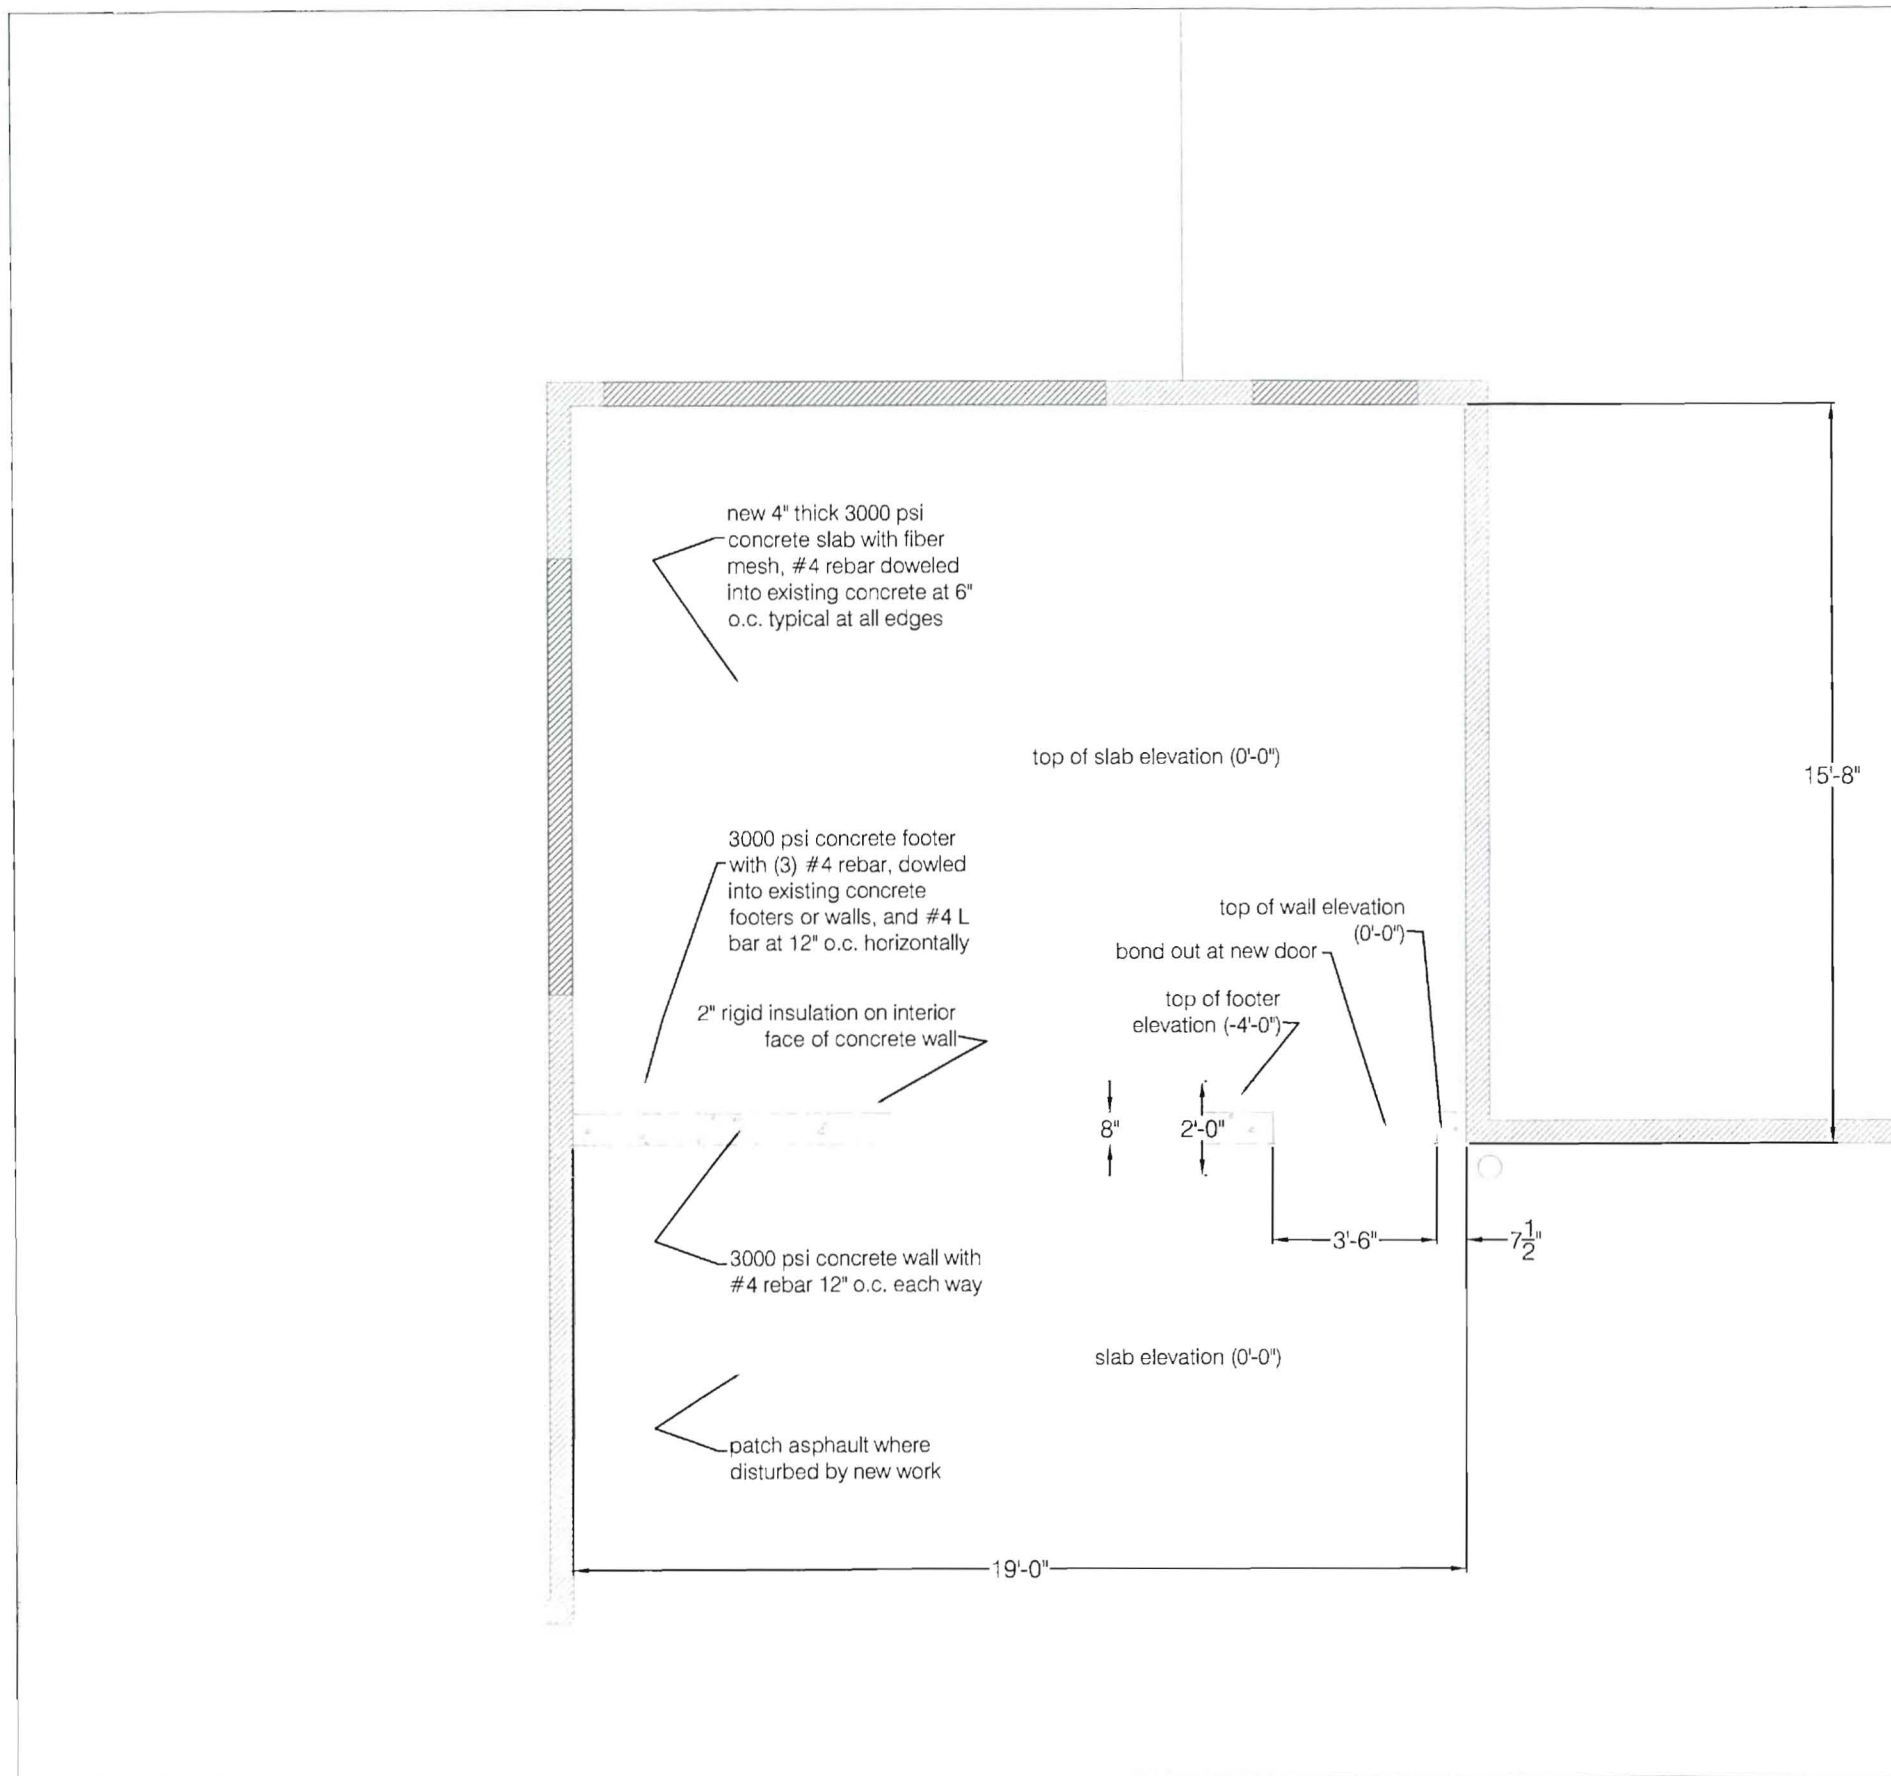 new 4" thick 3000 psi
concrete slab with fiber
mesh, #4 rebar doweled
into existing concrete at 6"
o.c. typical at all edges
top of slab elevation (0'-0")
15'-8"
3000 psi concrete footer
with (3) #4 rebar, dowled
into existing concrete
footers or walls, and #4 L
bar at 12" o.c. horizontally
top of wall elevation
(0'-0")
bond out at new door
top of footer
elevation (-4'-0")
2" rigid insulation on interior
face of concrete wall
8"
2'-0"
3'-6"
7 1/2"
3000 psi concrete wall with
#4 rebar 12" o.c. each way
slab elevation (0'-0")
patch asphault where
disturbed by new work
19'-0"